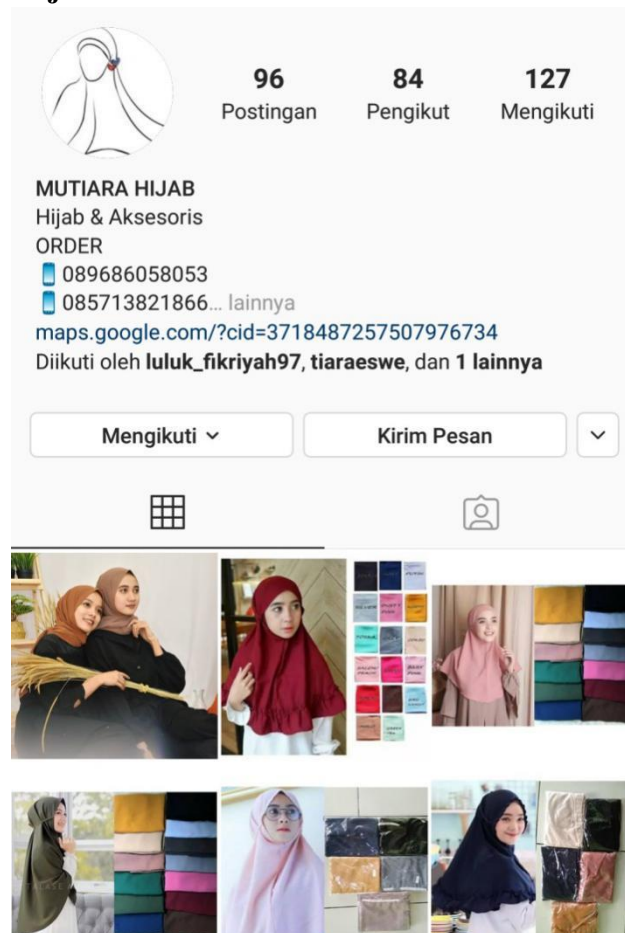 96
84
127
Postingan
Pengikut
Mengikuti
MUTIARA HIJAB
Hijab & Aksesoris
ORDER
089686058053
085713821866... lainnya
maps.google.com/?cid=3718487257507976734
Diikuti oleh luluk_fikriyah97, tiaraeswe, dan 1 lainnya
Mengikuti
Kirim Pesan